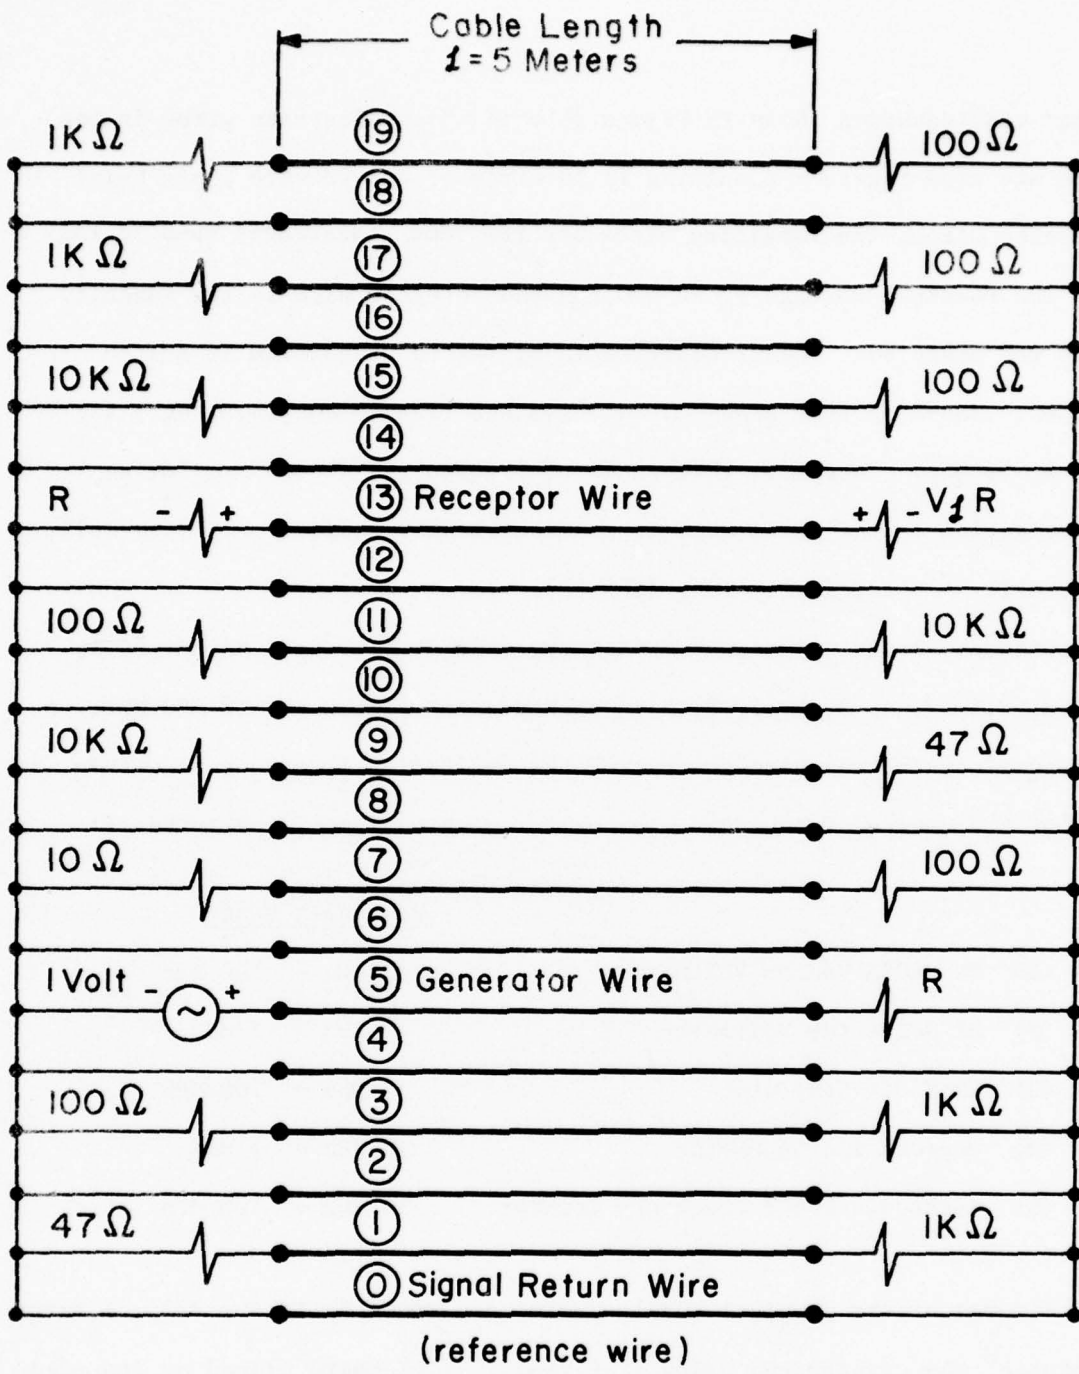 Cable Length
ℓ = 5 Meters
1K Ω ⑲ 100 Ω
⑱
1K Ω ⑰ 100 Ω
⑯
10K Ω ⑮ 100 Ω
⑭
R - + ⑬ Receptor Wire + - Vℓ R
⑫
100 Ω ⑪ 10K Ω
⑩
10K Ω ⑨ 47 Ω
⑧
10 Ω ⑦ 100 Ω
⑥
1 Volt - ~ + ⑤ Generator Wire R
④
100 Ω ③ 1K Ω
②
47 Ω ① 1K Ω
⓪ Signal Return Wire
(reference wire)